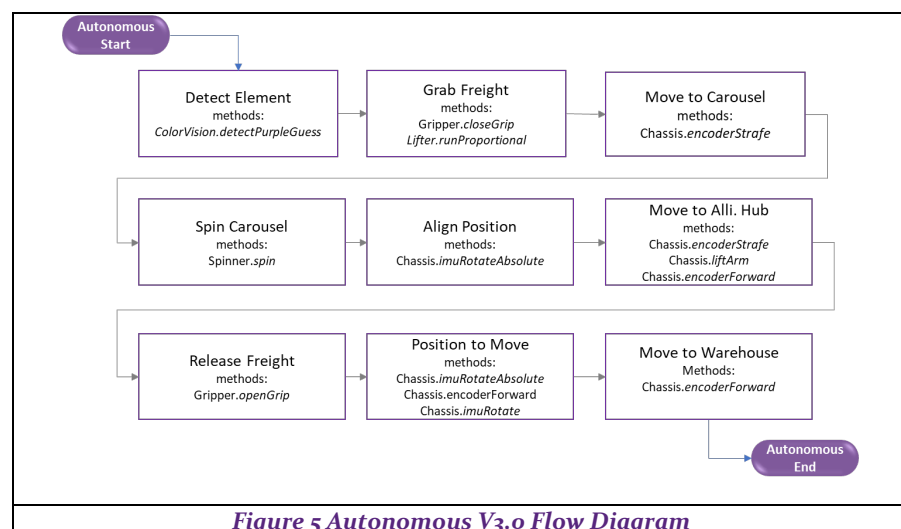 Autonomous
Start
Detect Element
methods:
ColorVision.detectPurpleGuess
Grab Freight
methods:
Gripper.closeGrip
Lifter.runProportional
Move to Carousel
methods:
Chassis.encoderStrafe
Spin Carousel
methods:
Spinner.spin
Align Position
methods:
Chassis.imuRotateAbsolute
Move to Alli. Hub
methods:
Chassis.encoderStrafe
Chassis.liftArm
Chassis.encoderForward
Release Freight
methods:
Gripper.openGrip
Position to Move
methods:
Chassis.imuRotateAbsolute
Chassis.encoderForward
Chassis.imuRotate
Move to Warehouse
Methods:
Chassis.encoderForward
Autonomous
End
Figure 5 Autonomous V3.0 Flow Diagram